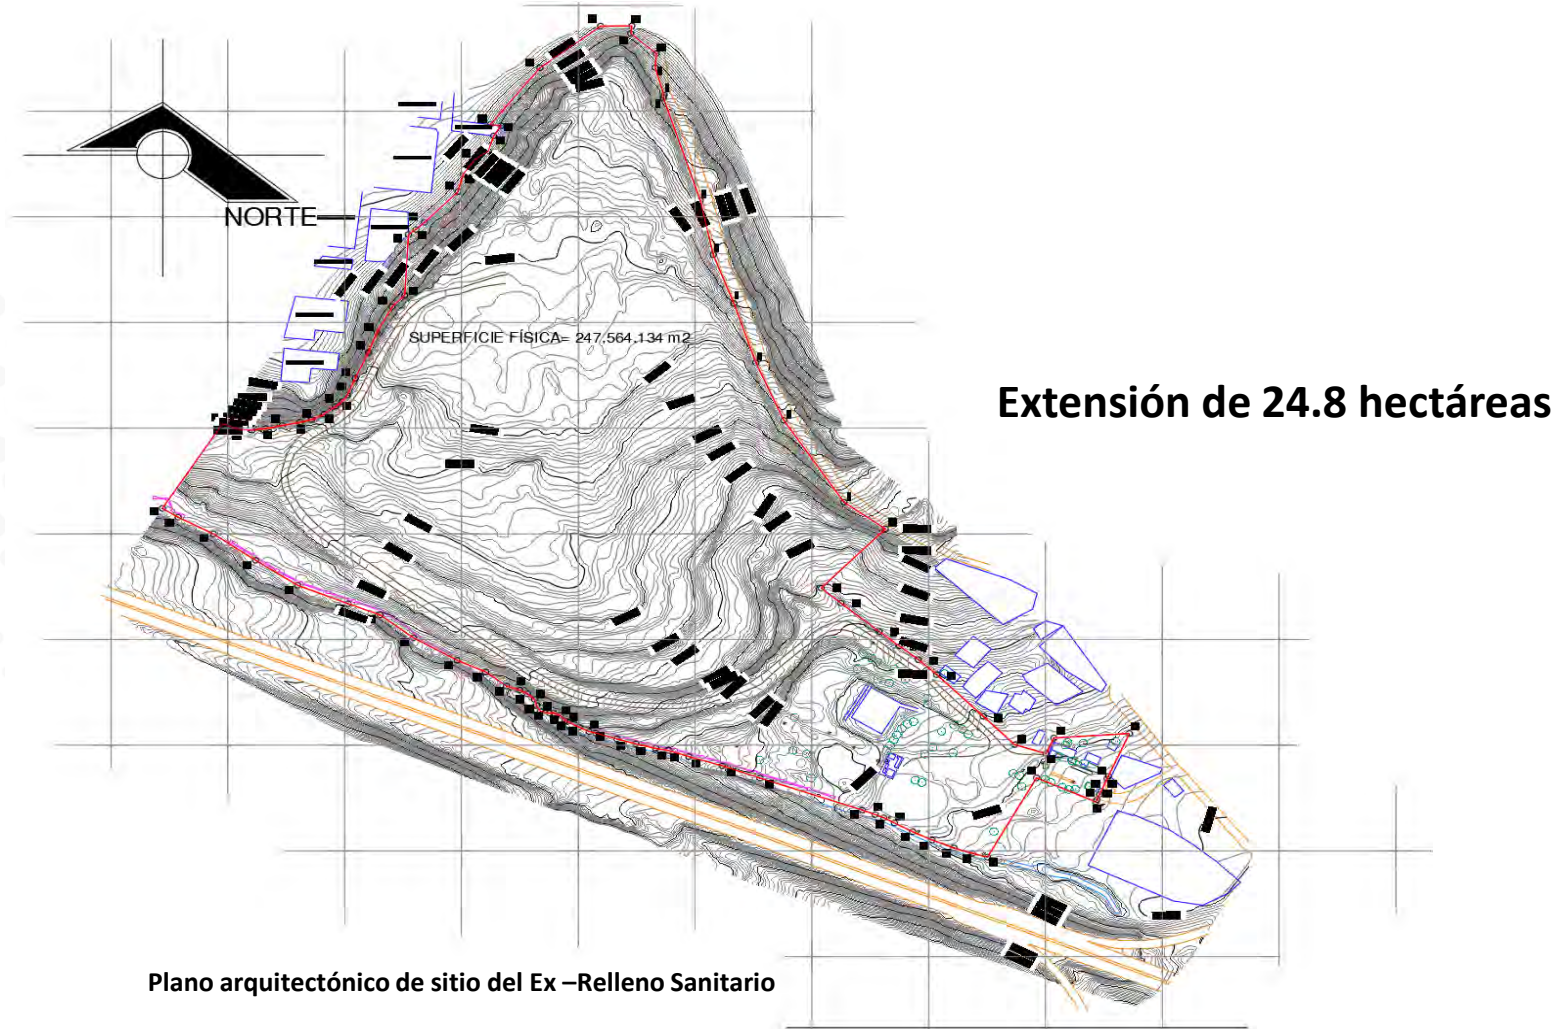 NORTE
SUPERFICIE FÍSICA= 247.564.134 m2
Extensión de 24.8 hectáreas
Plano arquitectónico de sitio del Ex –Relleno Sanitario